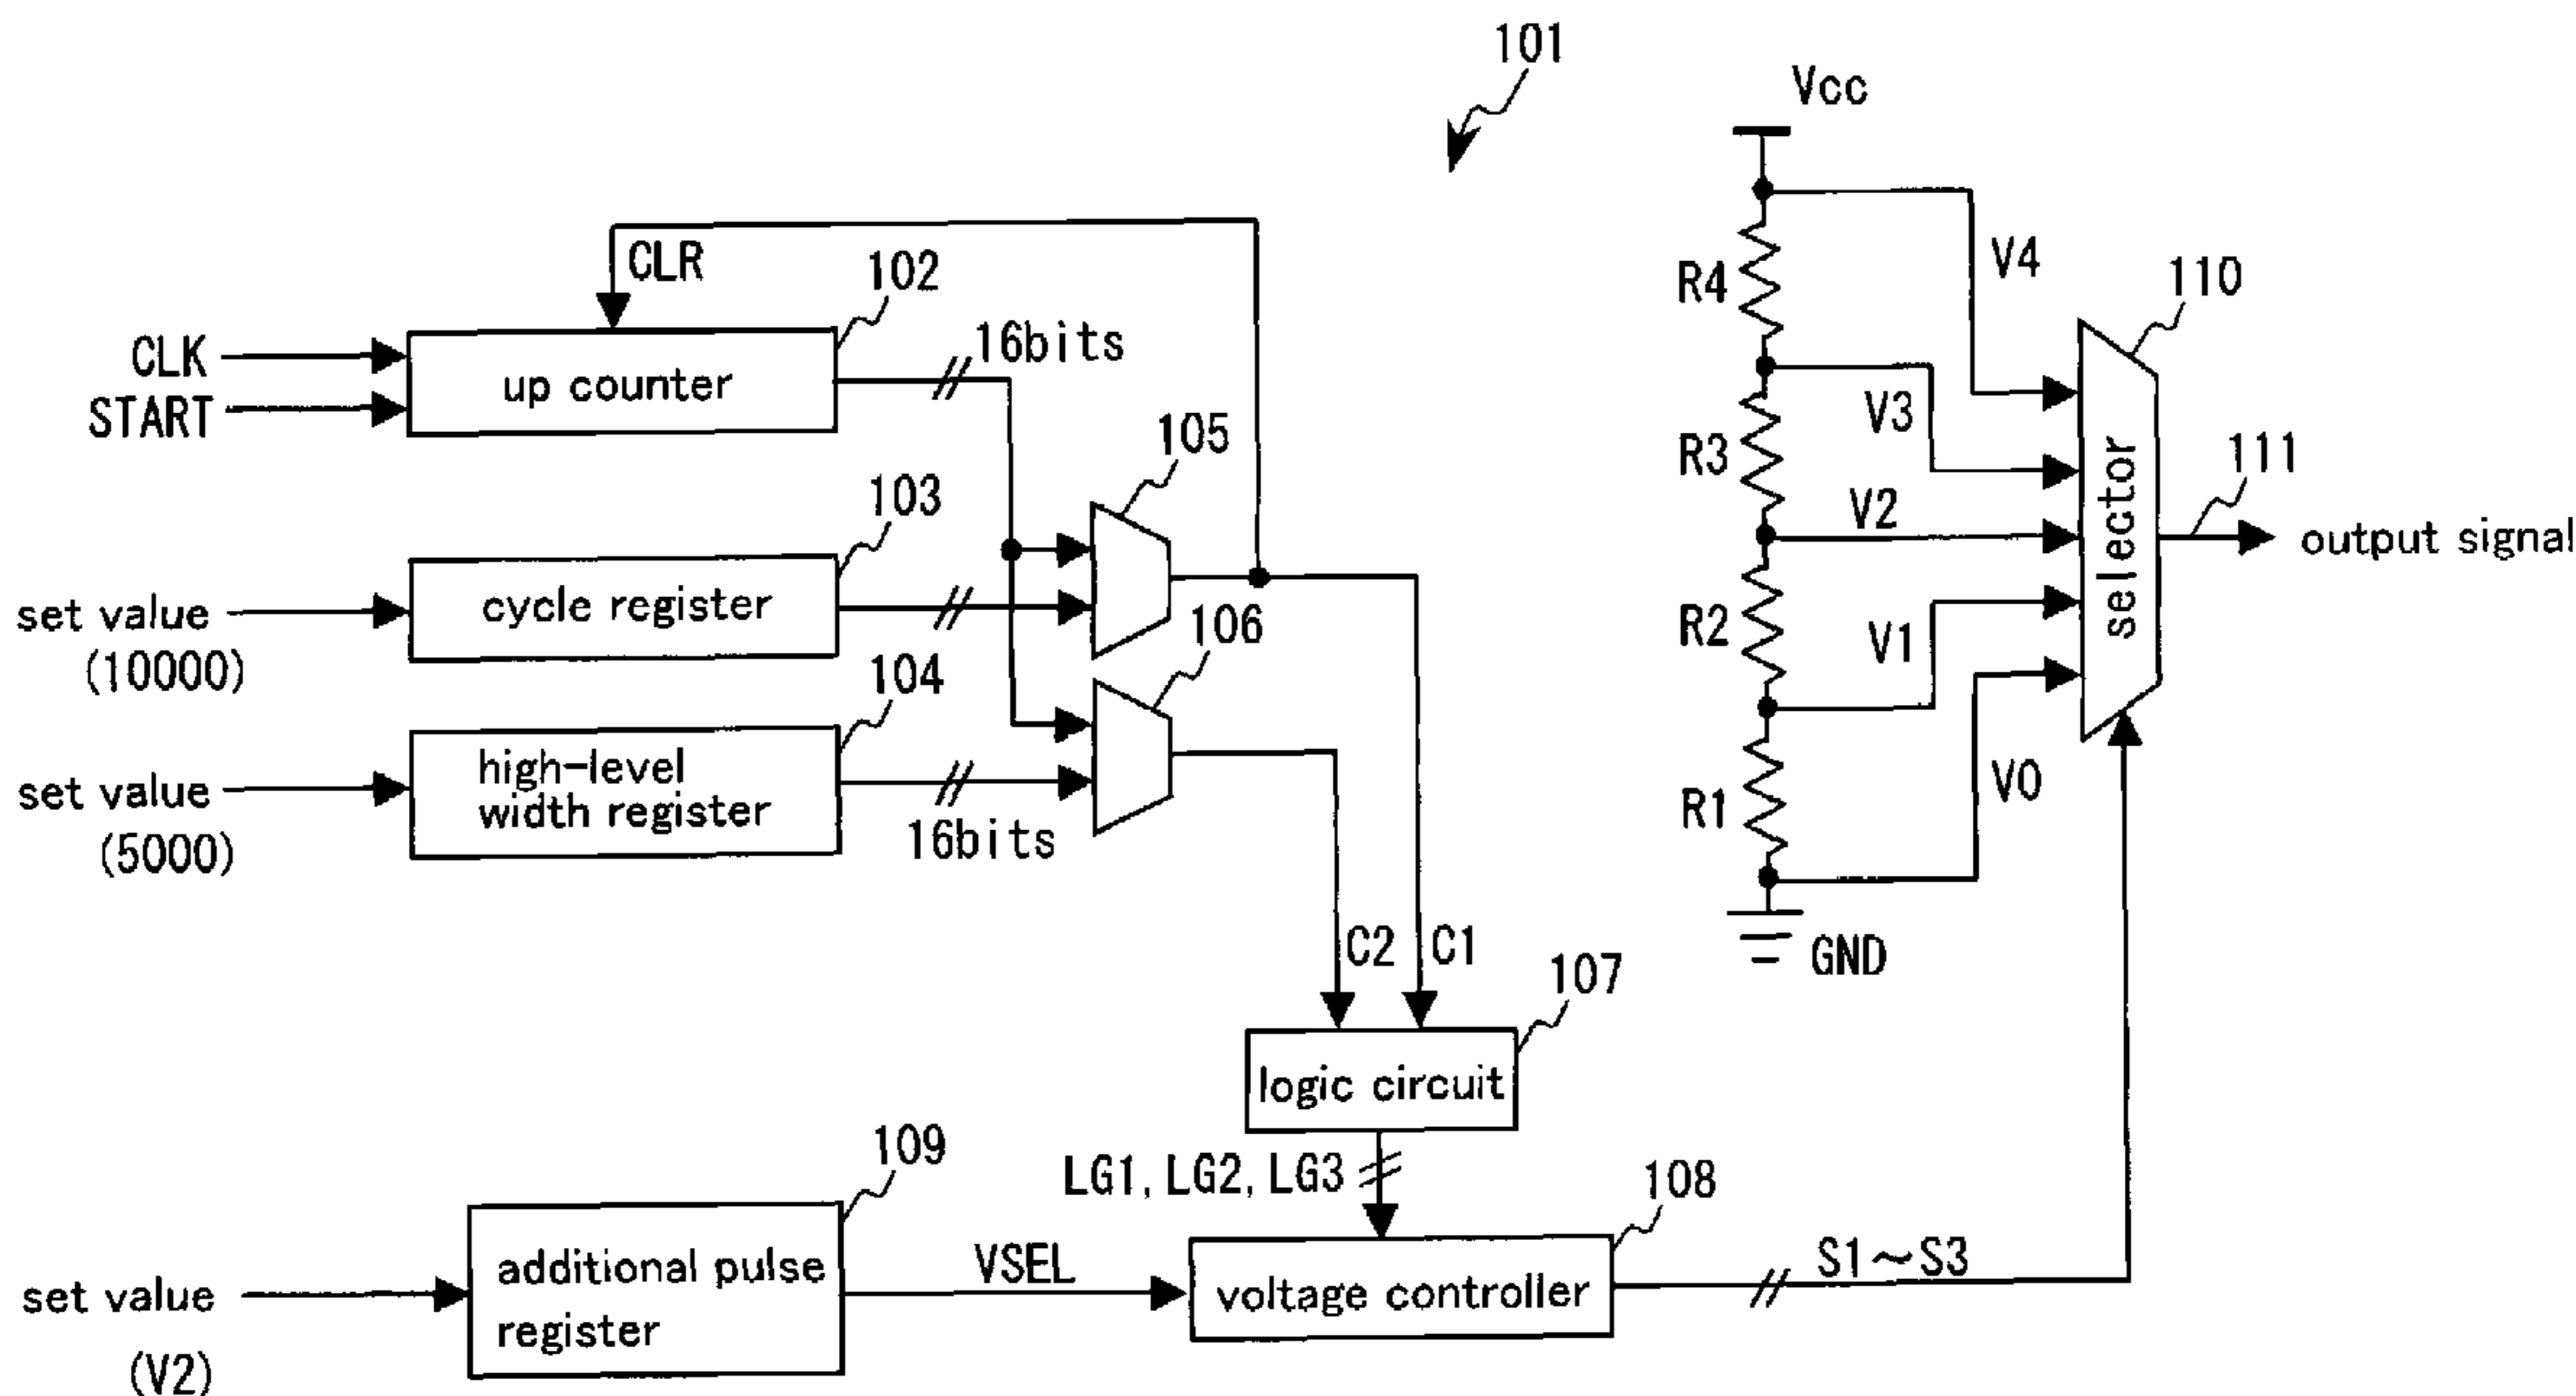 101
Vcc
CLR
102
CLK
START
up counter
16bits
R4
V4
110
105
V3
R3
103
set value
(10000)
cycle register
V2
selector
111
output signal
106
R2
V1
104
set value
(5000)
high-level
width register
16bits
R1
V0
GND
C2
C1
107
logic circuit
LG1, LG2, LG3
109
108
set value
(V2)
additional pulse
register
VSEL
voltage controller
S1~S3